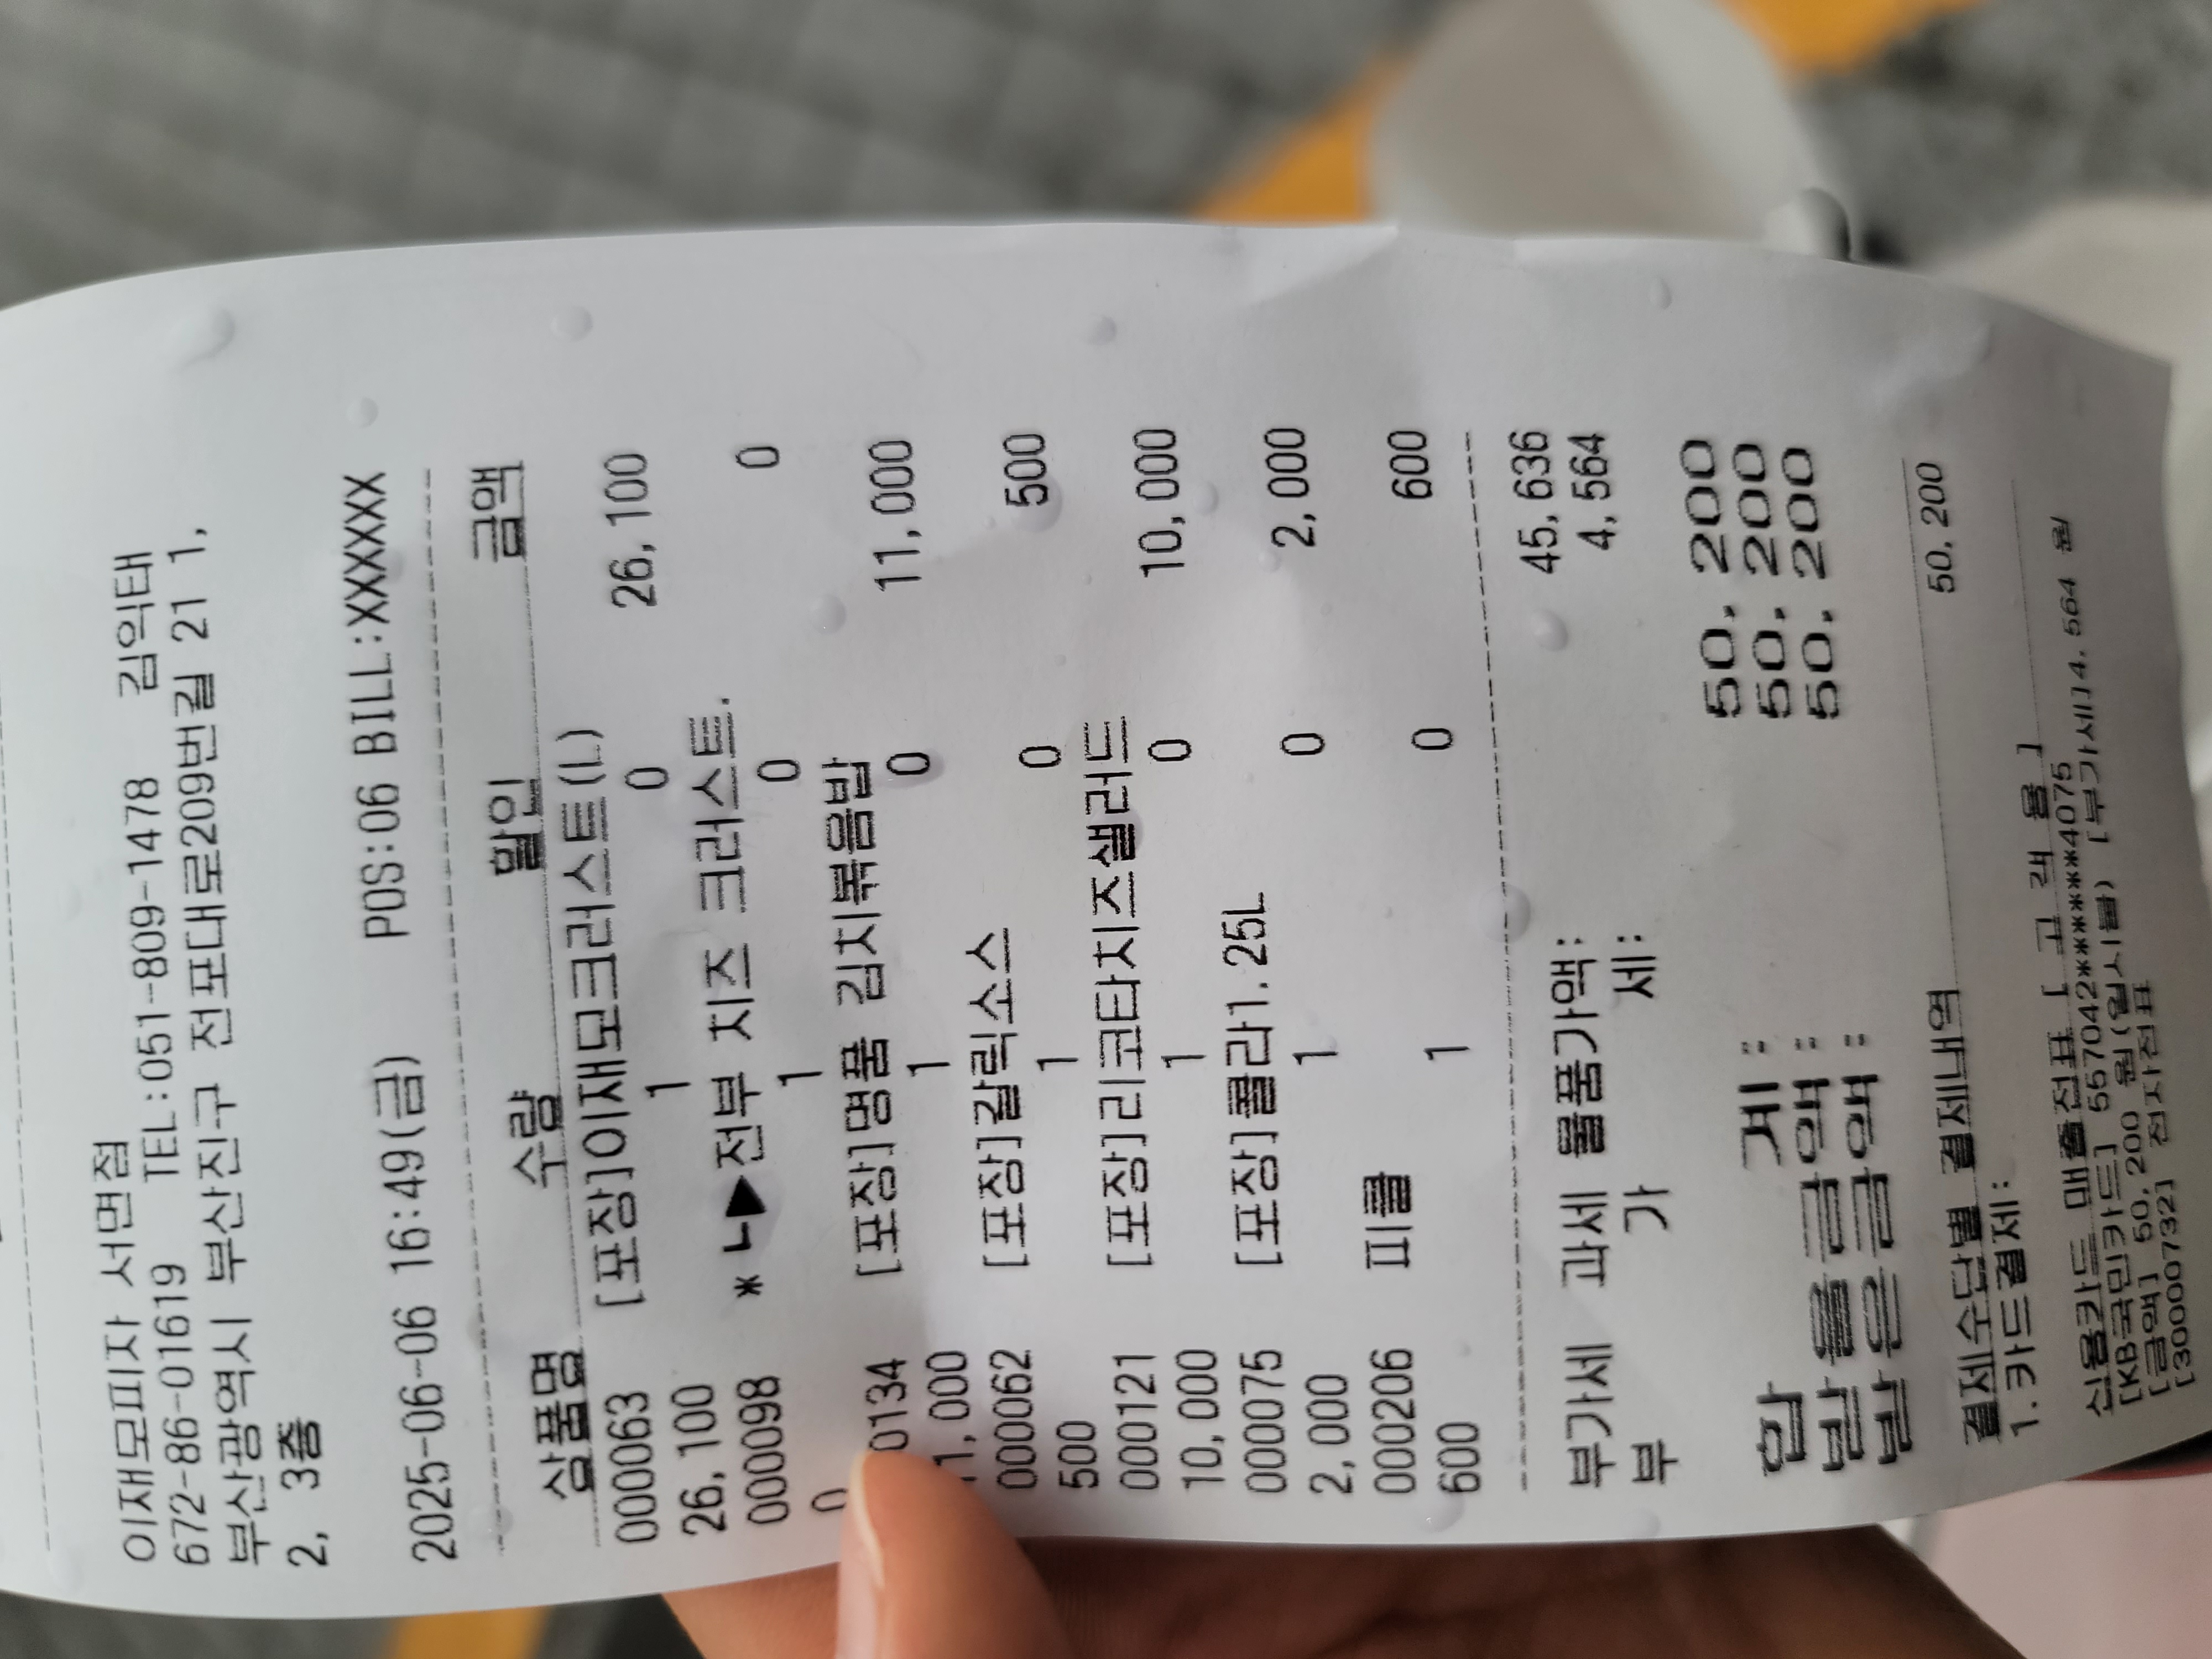 이재모피자 서면점
672-86-01619 TEL:051-809-1478 김익태
부산광역시 부산진구 전포대로209번길 21 1,
2, 3층
2025-06-06 16:49(금) POS:06 BILL:XXXXXX
상품명 수량 할인 금액
000063 [포장]이재모크러스트(L)
26,100 1 0 26,100
000098 *┗▶전부 치즈 크러스트.
0 1 0 0
0134 [포장]명품 김치볶음밥
11,000 1 0 11,000
000062 [포장]갈릭소스
500 1 0 500
000121 [포장]리코타치즈샐러드
10,000 1 0 10,000
000075 [포장]콜라1.25L
2,000 1 0 2,000
000206 피클
600 1 0 600
부가세 과세 물품가액: 45,636
부 가 세: 4,564
합 계: 50,200
받을금액: 50,200
받은금액: 50,200
결제수단별 결제내역
1.카드결제: 50,200
신용카드 매출전표 [ 고 객 용 ]
[KB국민카드] 557042******4075
[금액] 50,200 원(일시불) [부가세]4,564 원
[30000732] 전자전표